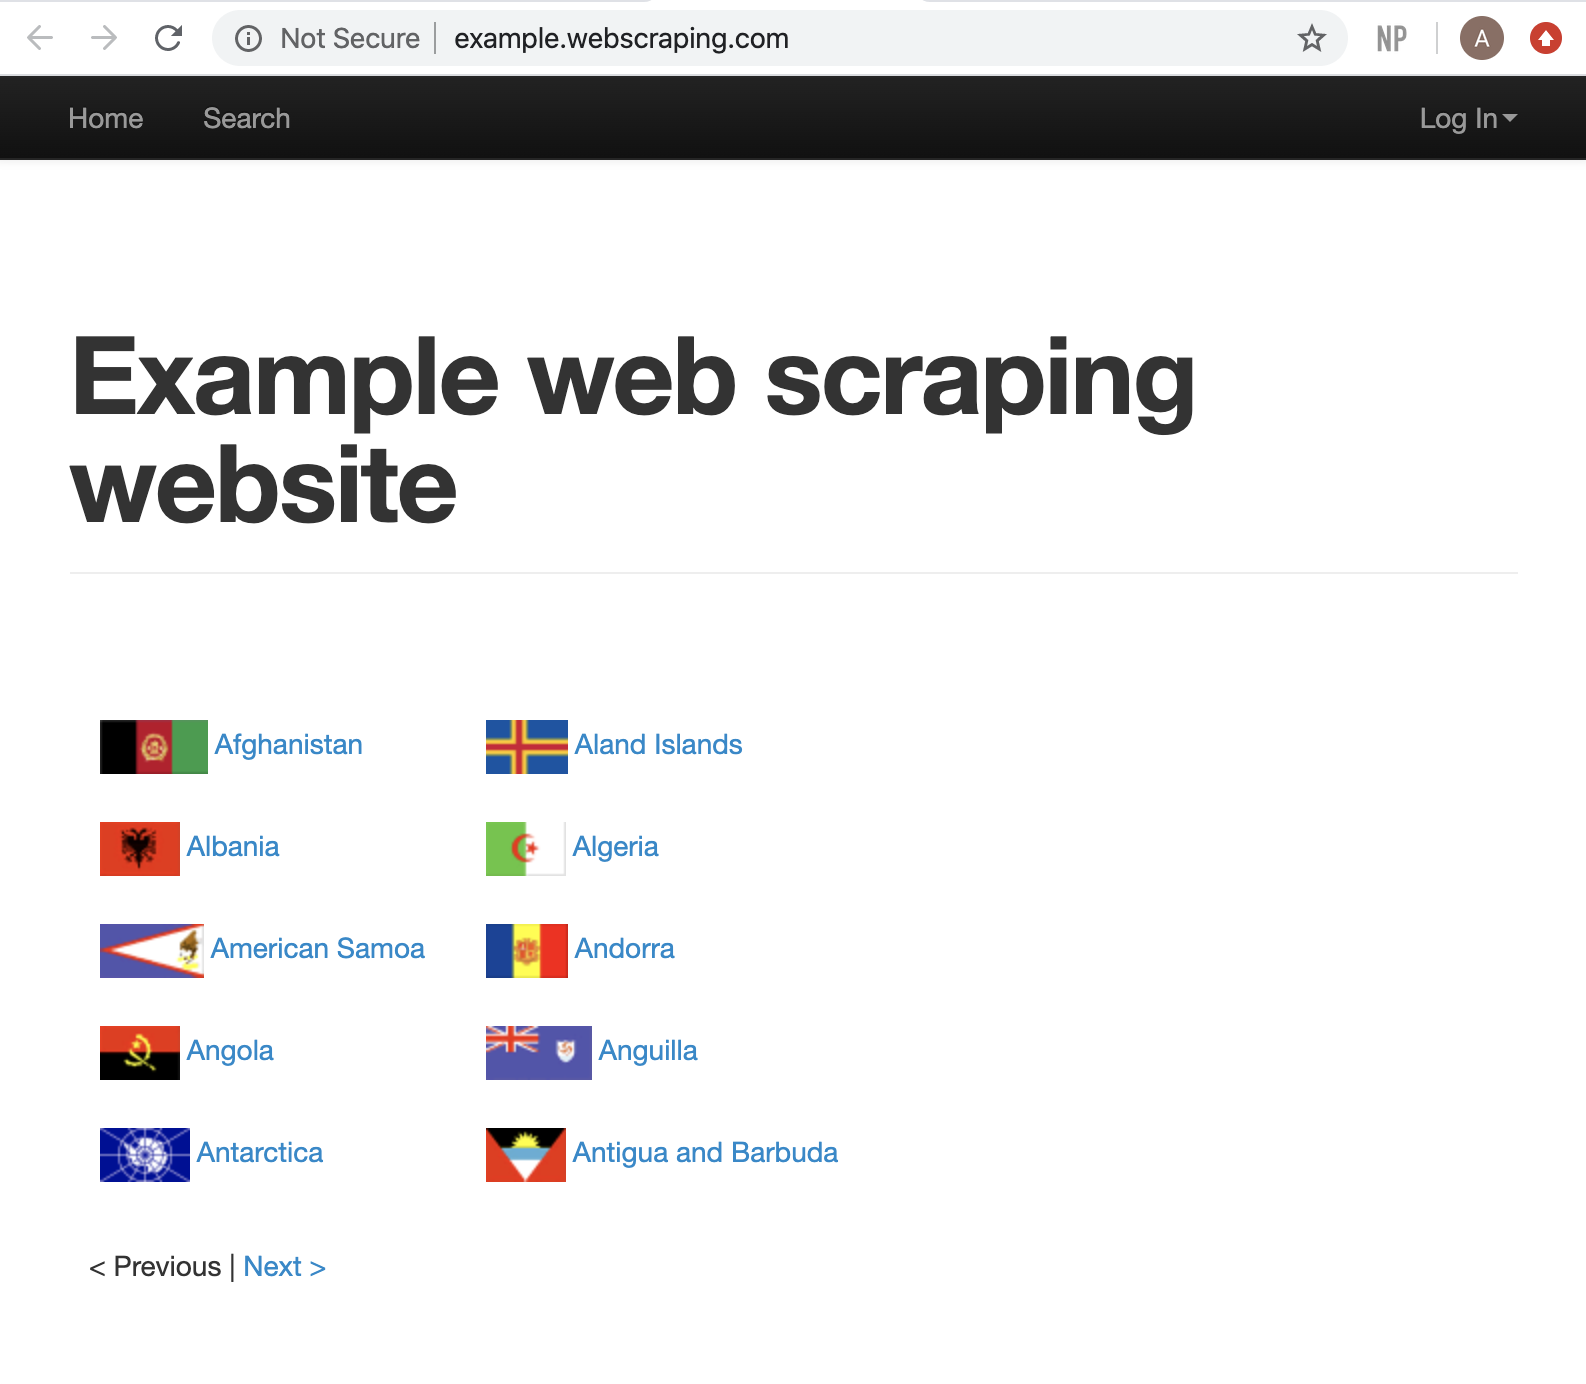 Not Secure | example.webscraping.com NP A
Home Search Log In
Example web scraping
website
Afghanistan Aland Islands
Albania Algeria
American Samoa Andorra
Angola Anguilla
Antarctica Antigua and Barbuda
< Previous | Next >